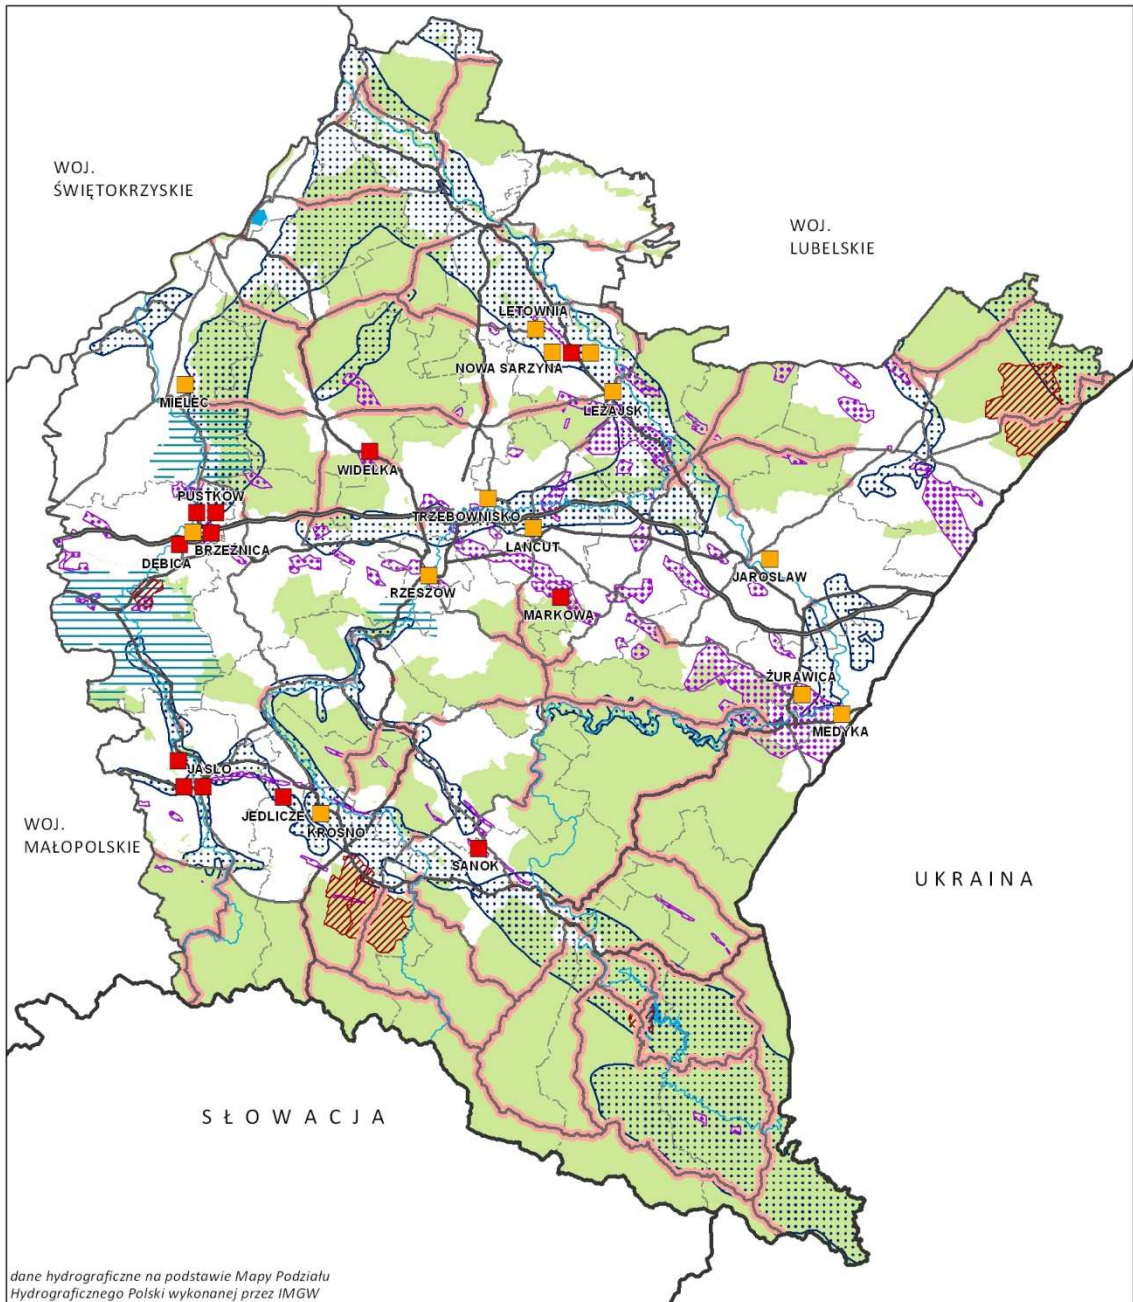 WOJ.
ŚWIĘTOKRZYSKIE
WOJ.
LUBELSKIE
ŁĘTOWNIA
NOWA SARZYNA
MIELEC
LEŻAJSK
WIDEŁKA
PUSTKÓW
TRZEBOWNISKO
BRZEŹNICA
ŁAŃCUT
DĘBICA
JAROSŁAW
RZESZÓW
MARKOWA
ŻURAWICA
MEDYKA
JASŁO
JEDLICZE
KROSNO
WOJ.
MAŁOPOLSKIE
SANOK
UKRAINA
SŁOWACJA
dane hydrograficzne na podstawie Mapy Podziału
Hydrograficznego Polski wykonanej przez IMGW